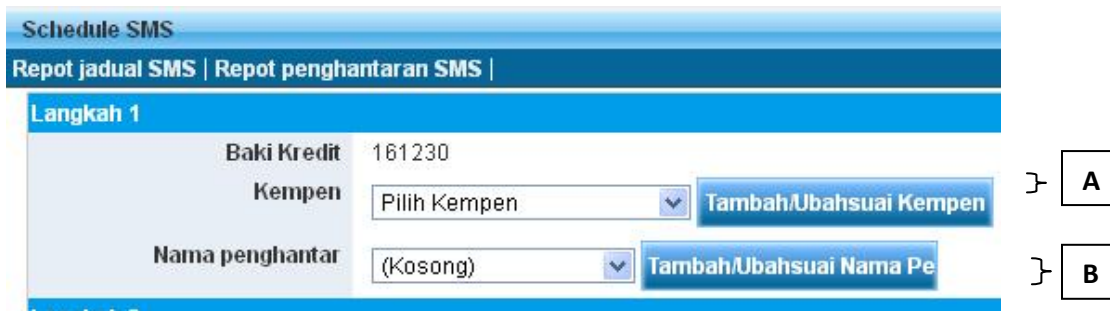 Schedule SMS
Repot jadual SMS | Repot penghantaran SMS |
Langkah 1
Baki Kredit 161230
Kempen Pilih Kempen Tambah/Ubahsuai Kempen A
Nama penghantar (Kosong) Tambah/Ubahsuai Nama Pe B